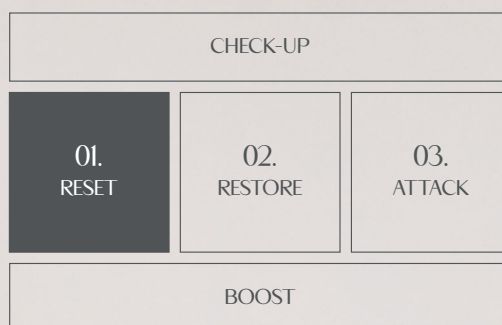 CHECK-UP
01.
RESET
02.
RESTORE
03.
ATTACK
BOOST